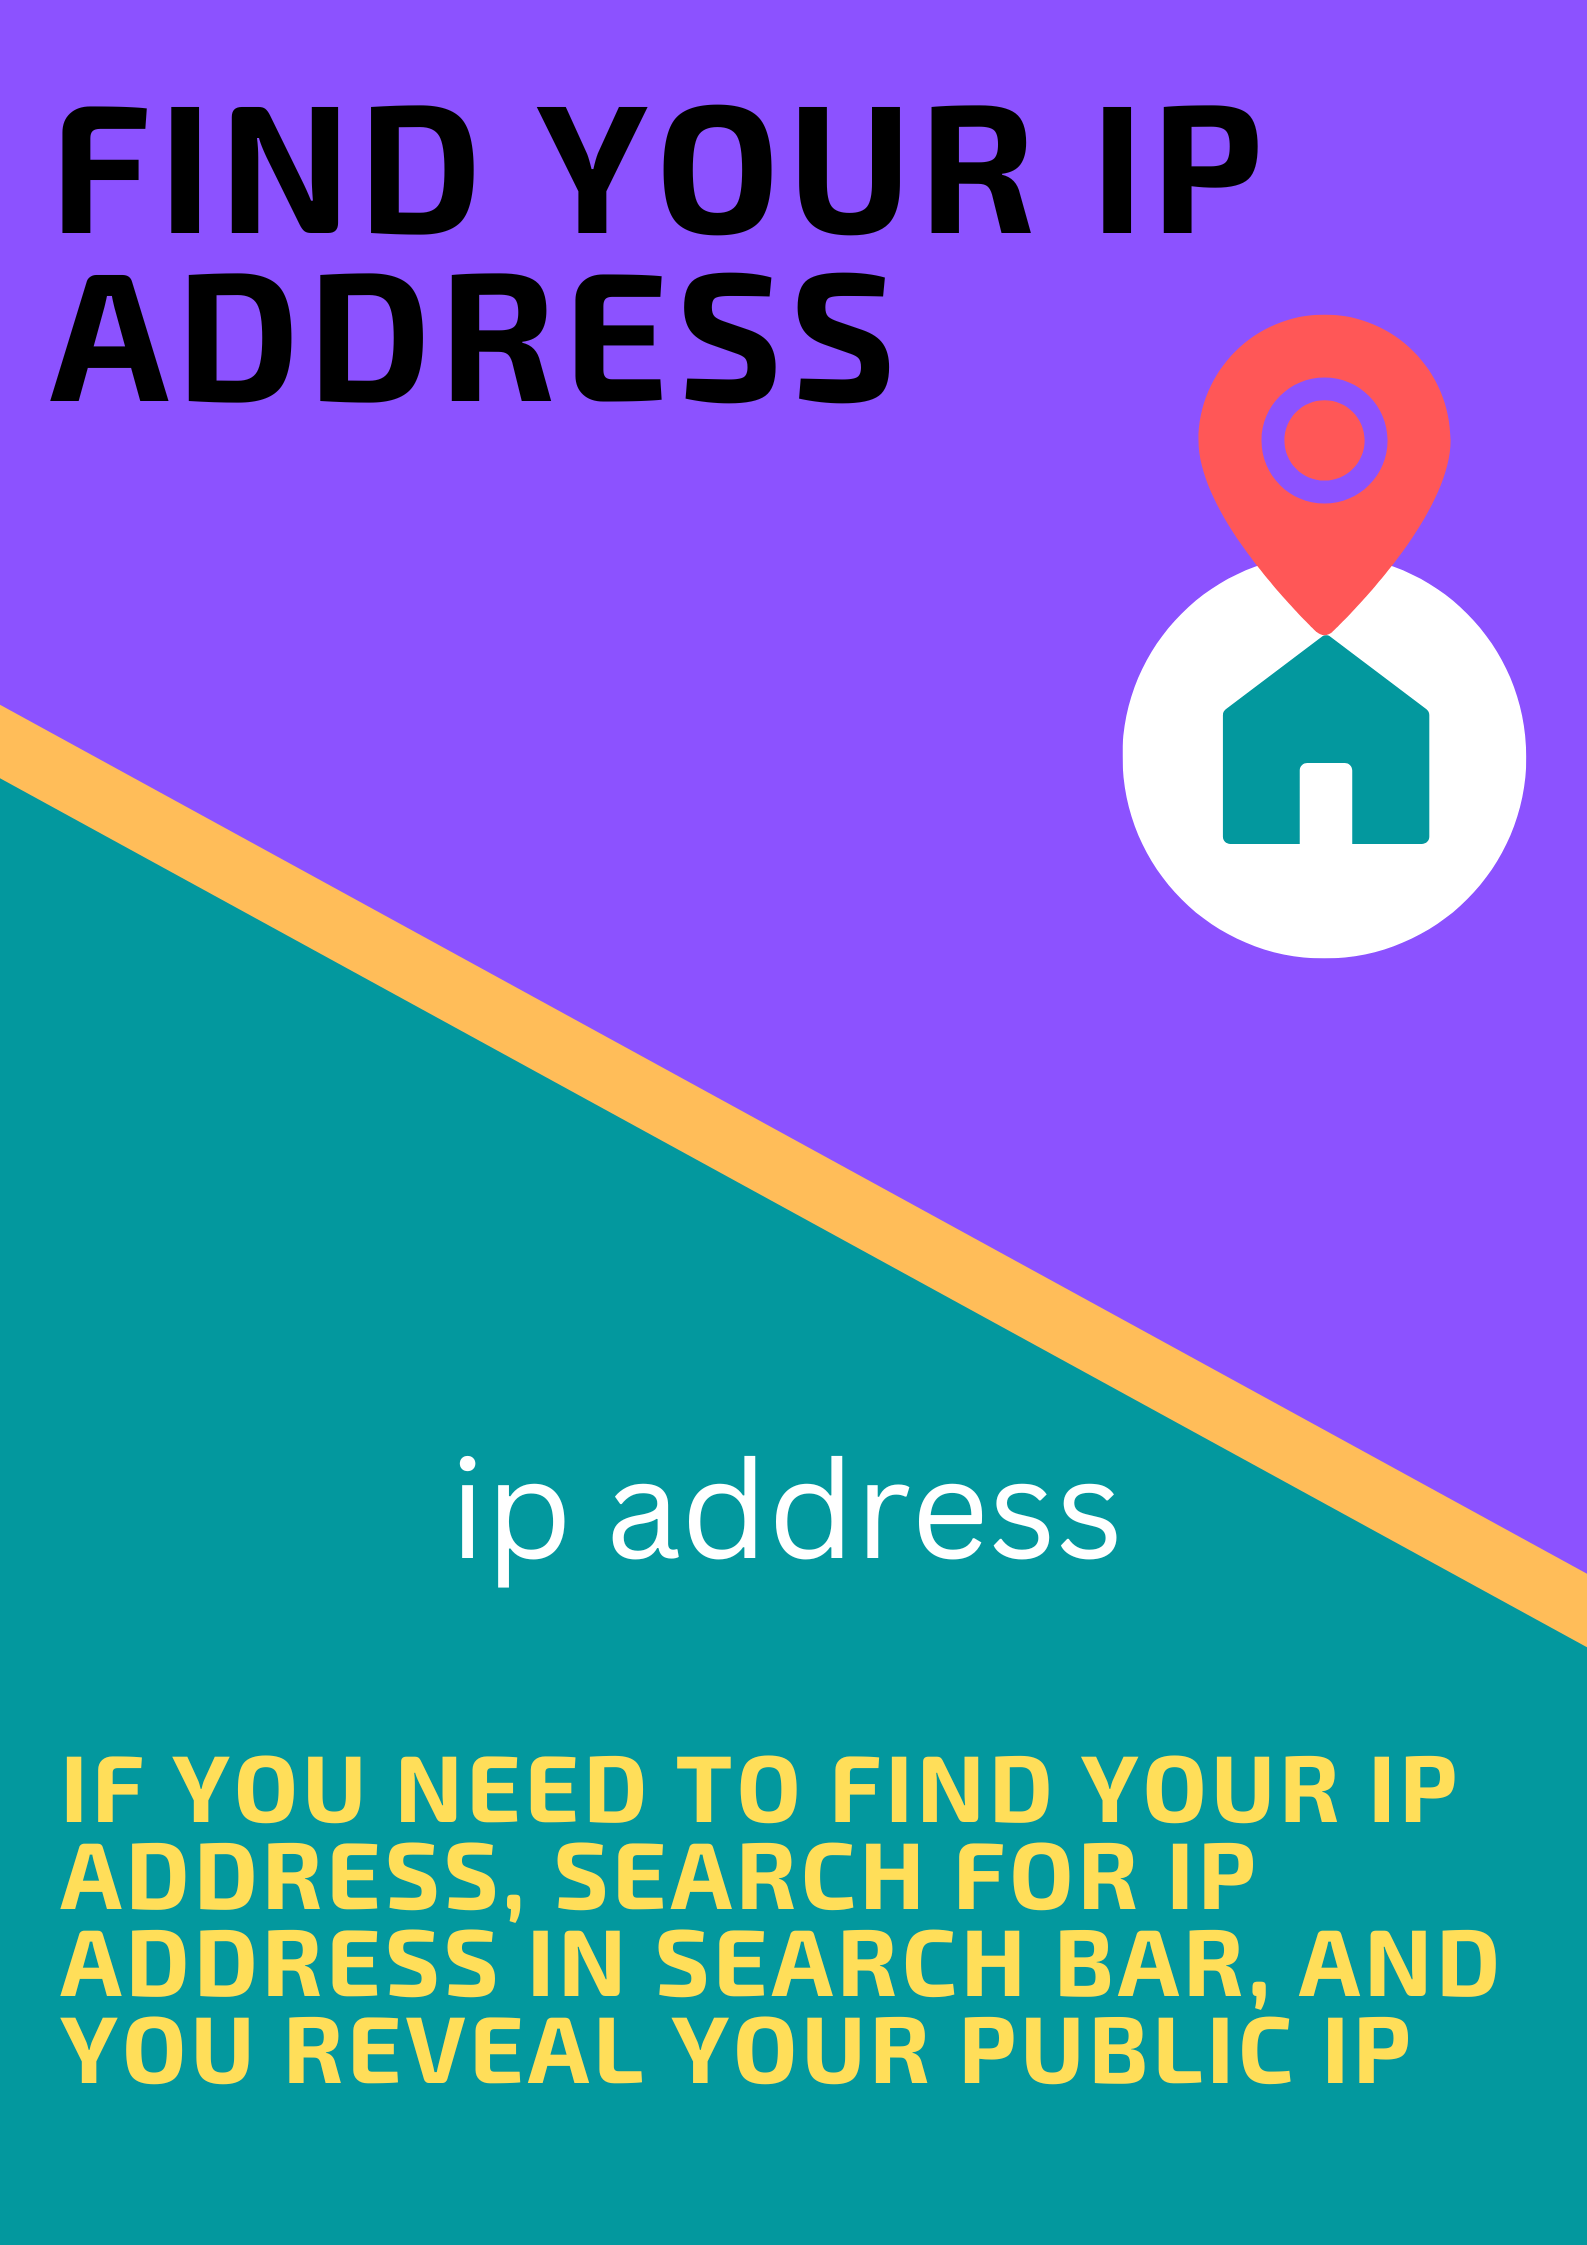 FIND YOUR IP
ADDRESS
ip address
IF YOU NEED TO FIND YOUR IP
ADDRESS, SEARCH FOR IP
ADDRESS IN SEARCH BAR, AND
YOU REVEAL YOUR PUBLIC IP